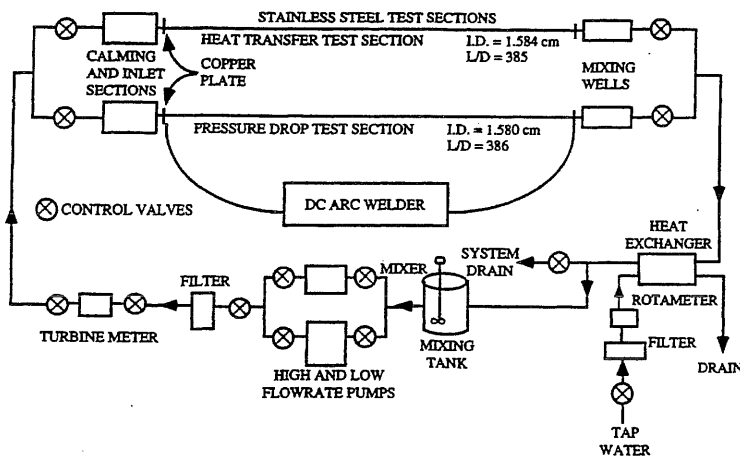 STAINLESS STEEL TEST SECTIONS
HEAT TRANSFER TEST SECTION
I.D. = 1.584 cm
L/D = 385
CALMING
AND INLET
SECTIONS
COPPER
PLATE
MIXING
WELLS
PRESSURE DROP TEST SECTION
I.D. = 1.580 cm
L/D = 386
DC ARC WELDER
CONTROL VALVES
HEAT
EXCHANGER
SYSTEM
DRAIN
MIXER
FILTER
ROTAMETER
TURBINE METER
MIXING
TANK
FILTER
DRAIN
HIGH AND LOW
FLOWRATE PUMPS
TAP
WATER